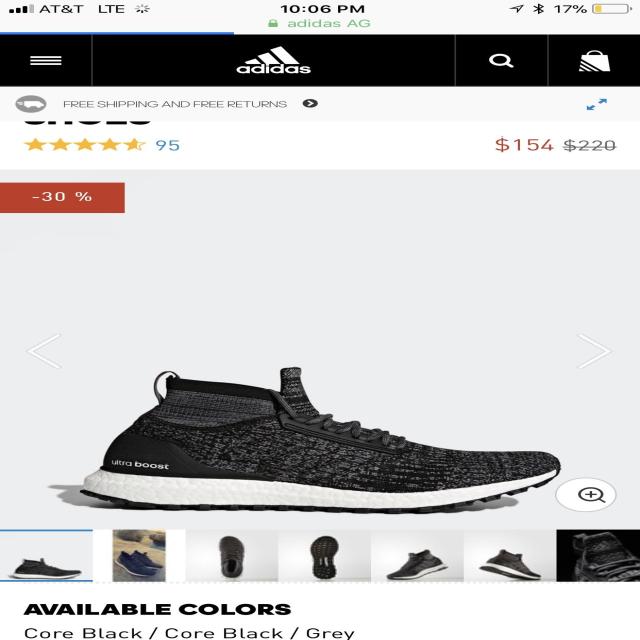 AT&T LTE 10:06 PM 17%
adidas AG
adidas
FREE SHIPPING AND FREE RETURNS
95 $154 $220
-30 %
ultra boost
AVAILABLE COLORS
Core Black / Core Black / Grey